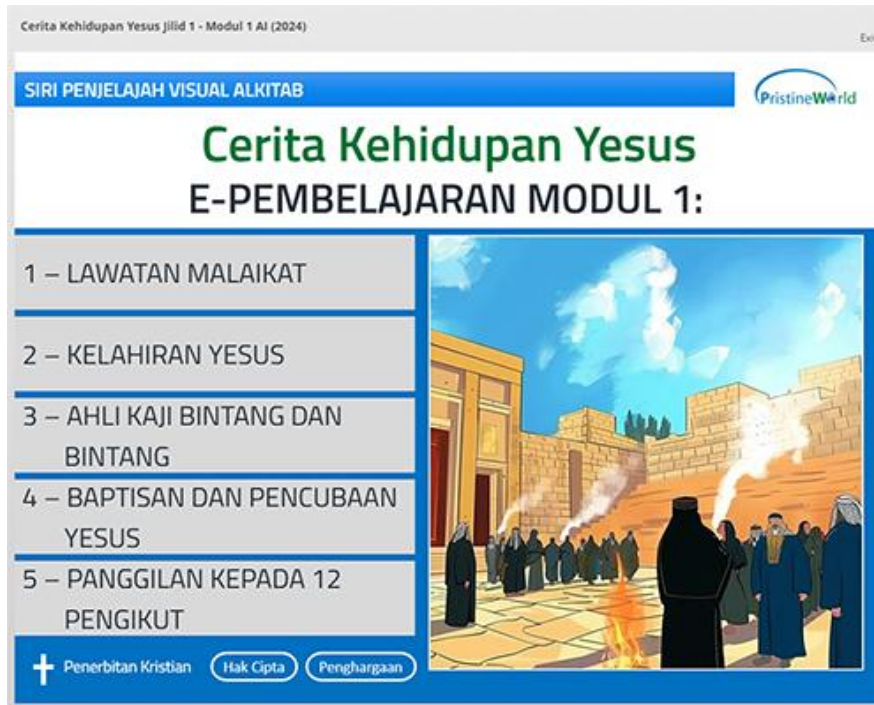 Cerita Kehidupan Yesus Jilid 1 - Modul 1 AI (2024)
SIRI PENJELAJAH VISUAL ALKITAB
PristineWorld
Cerita Kehidupan Yesus
E-PEMBELAJARAN MODUL 1:
1 – LAWATAN MALAIKAT
2 – KELAHIRAN YESUS
3 – AHLI KAJI BINTANG DAN
BINTANG
4 – BAPTISAN DAN PENCUBAAN
YESUS
5 – PANGGILAN KEPADA 12
PENGIKUT
Penerbitan Kristian Hak Cipta Penghargaan